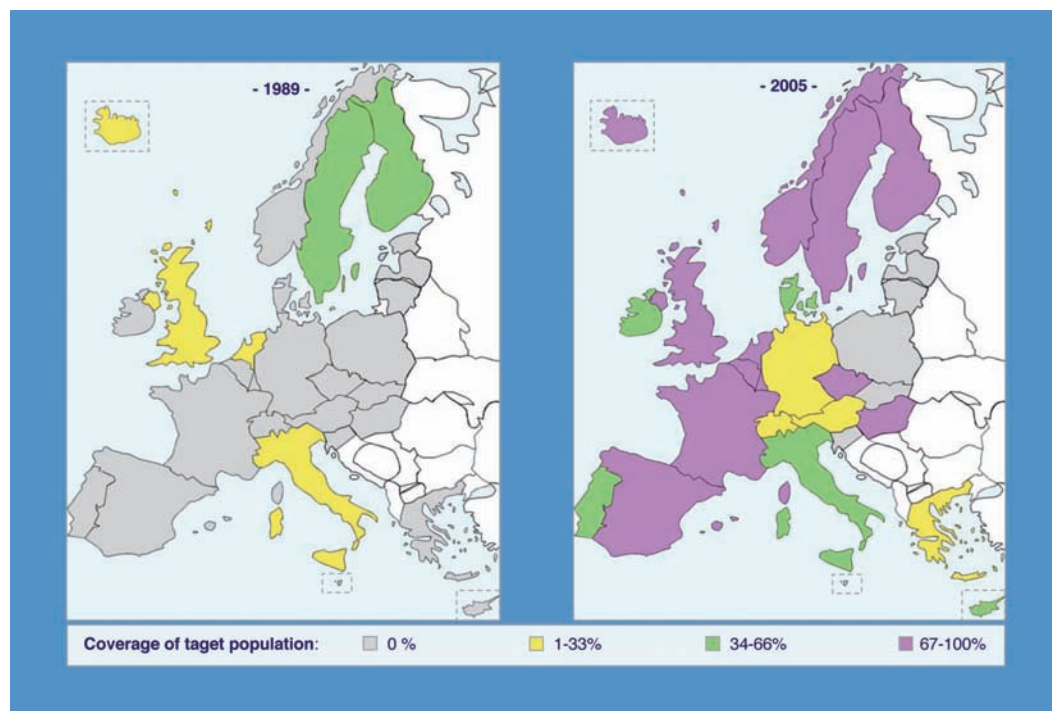 - 1989 -
- 2005 -
Coverage of taget population: 0 % 1-33% 34-66% 67-100%